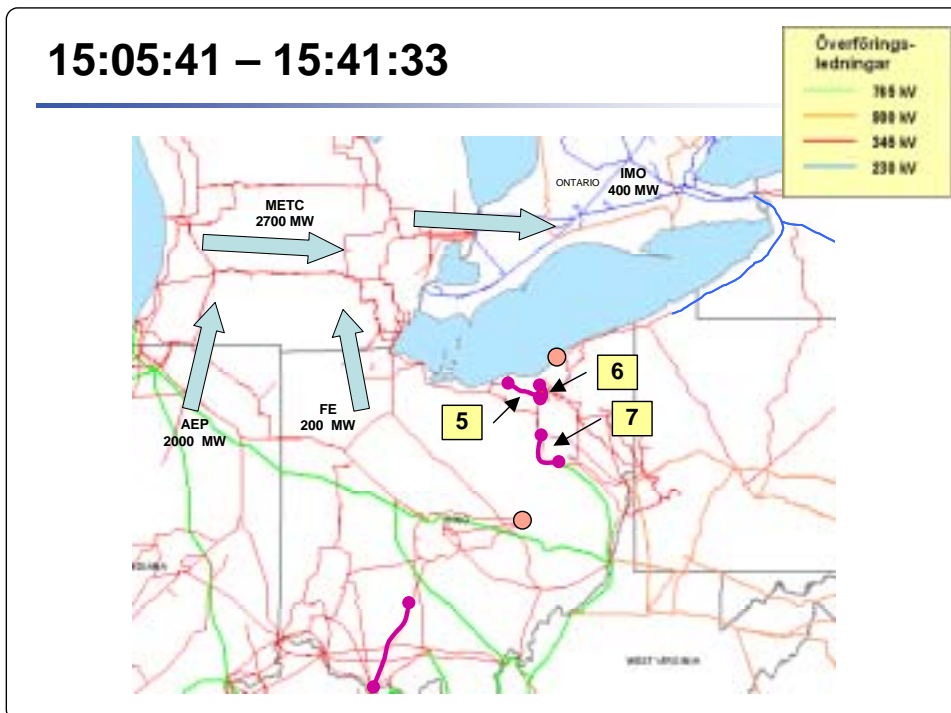 15:05:41 – 15:41:33
Överförings-
ledningar
765 kV
500 kV
345 kV
230 kV
IMO
ONTARIO
400 MW
METC
2700 MW
AEP
2000 MW
FE
200 MW
6
5
7
WEST VIRGINIA